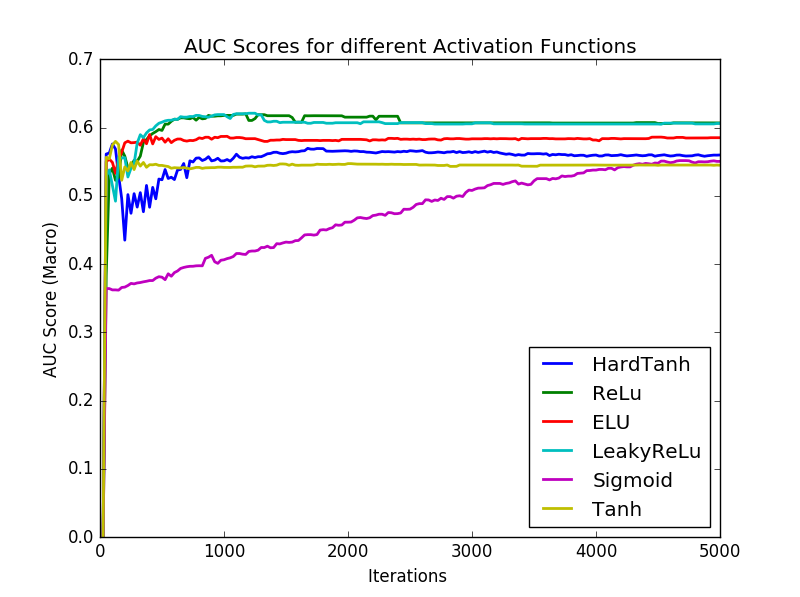 AUC Scores for different Activation Functions
0.7
0.6
0.5
0.4
0.3
0.2
0.1
0.0
AUC Score (Macro)
HardTanh
ReLu
ELU
LeakyReLu
Sigmoid
Tanh
0 1000 2000 3000 4000 5000
Iterations